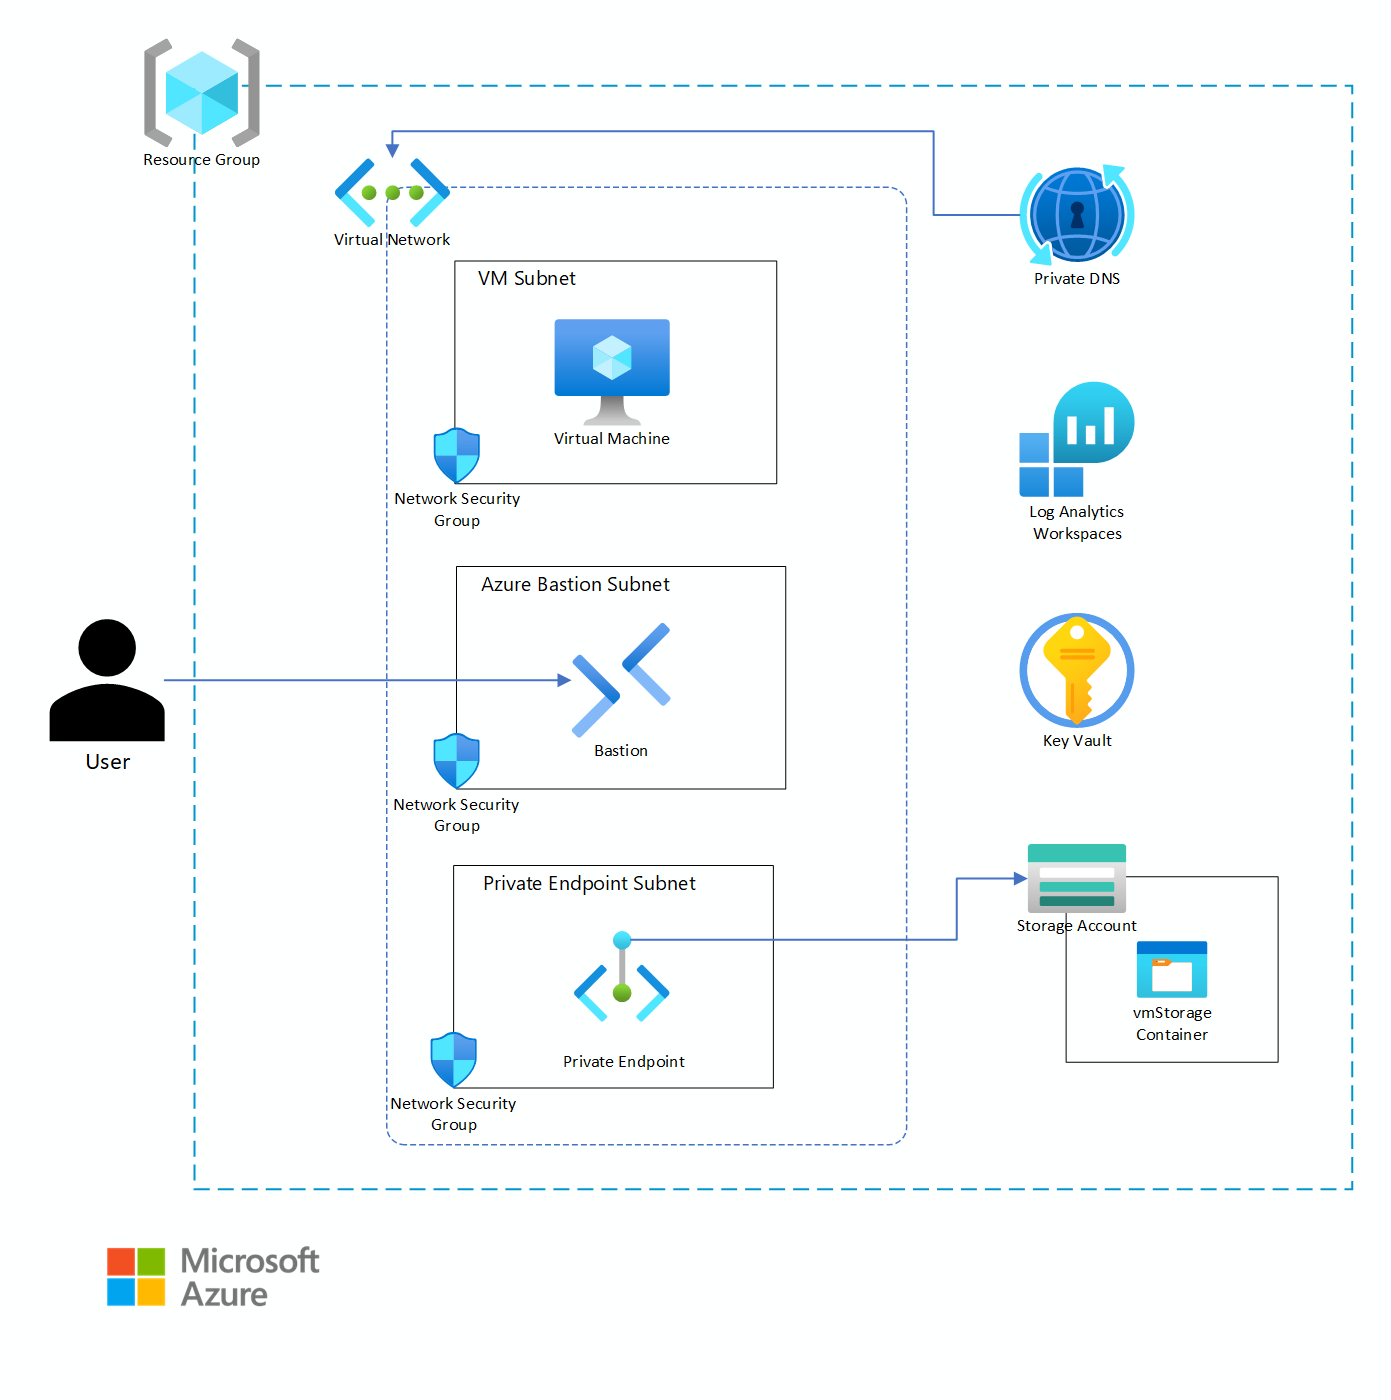 Resource Group
Virtual Network
Private DNS
VM Subnet
Virtual Machine
Network Security
Group
Log Analytics
Workspaces
Azure Bastion Subnet
Bastion
Network Security
Group
User
Key Vault
Private Endpoint Subnet
Private Endpoint
Network Security
Group
Storage Account
vmStorage
Container
Microsoft
Azure